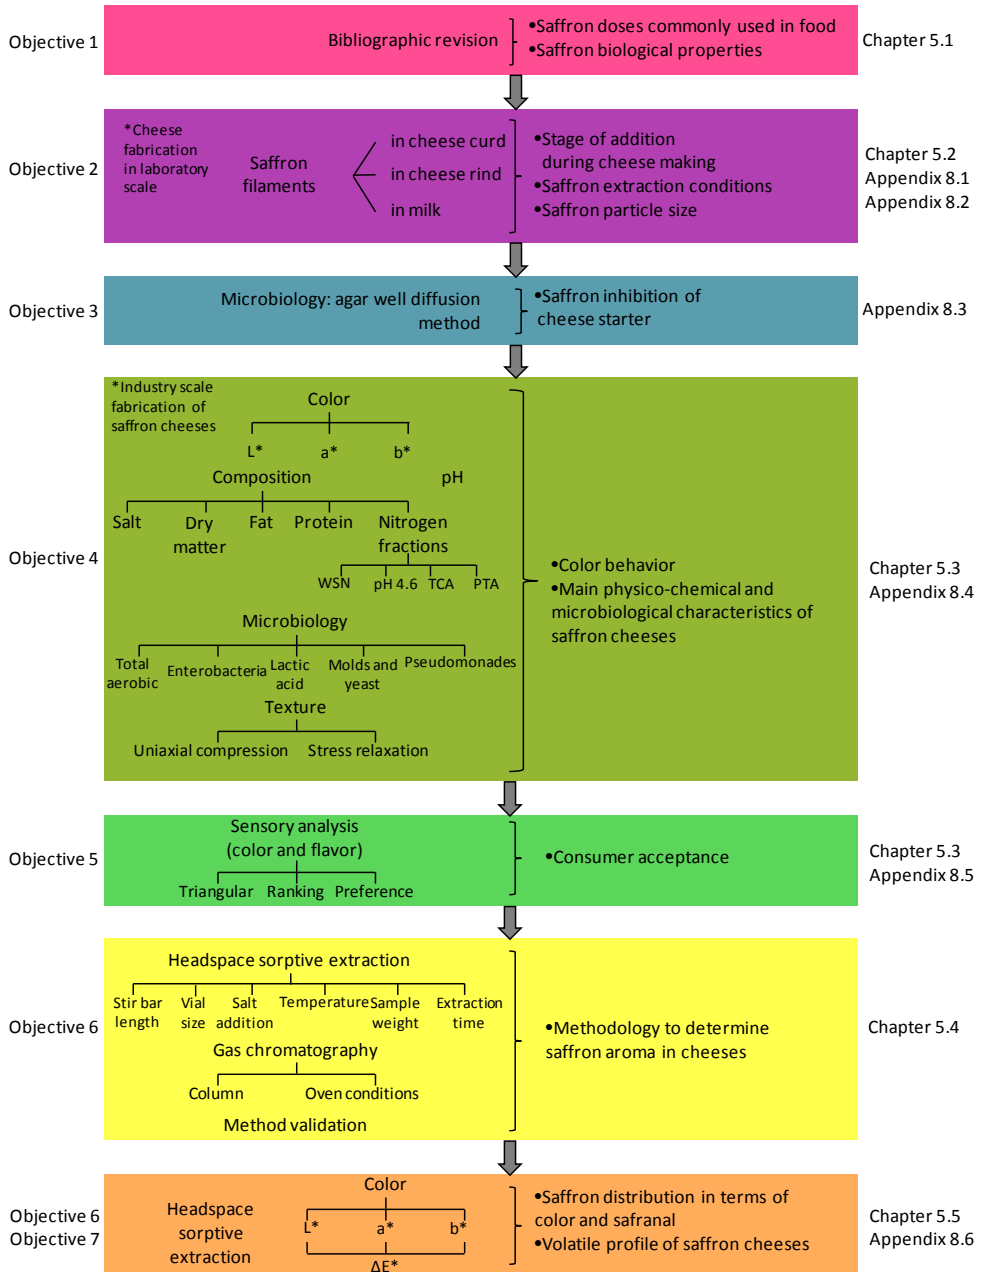 Objective 1
Bibliographic revision
•Saffron doses commonly used in food
•Saffron biological properties
Chapter 5.1
Objective 2
*Cheese
fabrication
in laboratory
scale
Saffron
filaments
in cheese curd
in cheese rind
in milk
•Stage of addition
during cheese making
•Saffron extraction conditions
•Saffron particle size
Chapter 5.2
Appendix 8.1
Appendix 8.2
Objective 3
Microbiology: agar well diffusion
method
•Saffron inhibition of
cheese starter
Appendix 8.3
Objective 4
*Industry scale
fabrication of
saffron cheeses
Color
L* a* b*
Composition pH
Salt Dry Fat Protein Nitrogen
matter fractions
WSN pH 4.6 TCA PTA
Microbiology
Total Enterobacteria Lactic Molds and Pseudomonades
aerobic acid yeast
Texture
Uniaxial compression Stress relaxation
•Color behavior
•Main physico-chemical and
microbiological characteristics of
saffron cheeses
Chapter 5.3
Appendix 8.4
Objective 5
Sensory analysis
(color and flavor)
Triangular Ranking Preference
•Consumer acceptance
Chapter 5.3
Appendix 8.5
Objective 6
Headspace sorptive extraction
Stir bar Vial Salt Temperature Sample Extraction
length size addition weight time
Gas chromatography
Column Oven conditions
Method validation
•Methodology to determine
saffron aroma in cheeses
Chapter 5.4
Objective 6
Objective 7
Headspace
sorptive
extraction
Color
L* a* b*
ΔE*
•Saffron distribution in terms of
color and safranal
•Volatile profile of saffron cheeses
Chapter 5.5
Appendix 8.6